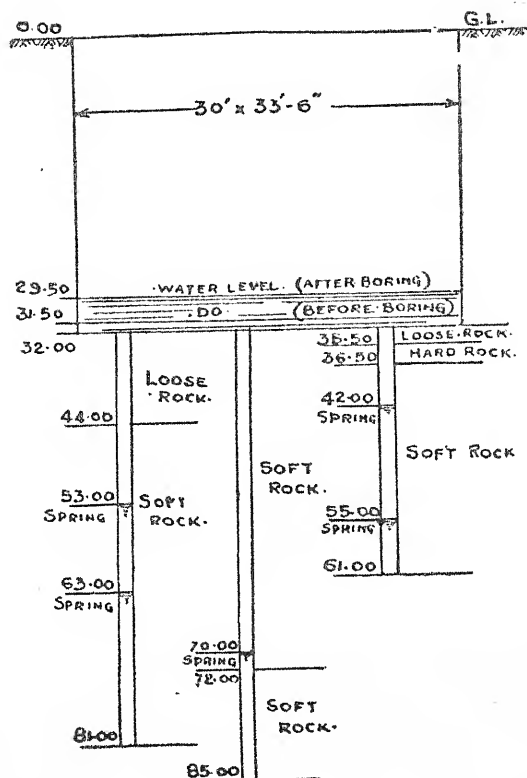 0.00
G.L.
30' x 33'-6"
29.50
WATER LEVEL. (AFTER BORING)
31.50
DO (BEFORE BORING)
32.00
35.50 LOOSE ROCK.
36.50 HARD ROCK.
LOOSE
ROCK.
44.00
42.00
SPRING
SOFT ROCK
SOFT
ROCK.
53.00
SPRING
SOFT
ROCK.
55.00
SPRING
61.00
63.00
SPRING
70.00
SPRING
72.00
SOFT
ROCK.
81.00
85.00